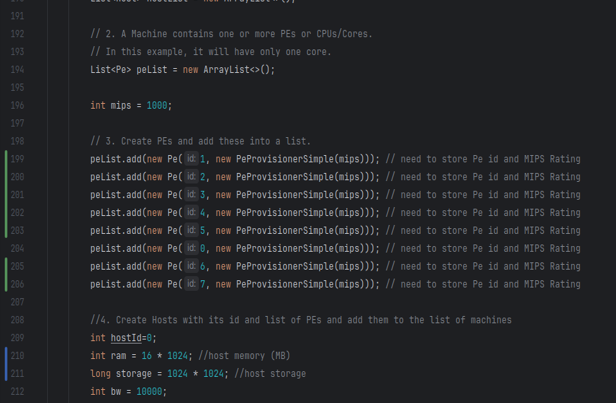 191
192 // 2. A Machine contains one or more PEs or CPUs/Cores.
193 // In this example, it will have only one core.
194 List<Pe> peList = new ArrayList<>();
195
196 int mips = 1000;
197
198 // 3. Create PEs and add these into a list.
199 peList.add(new Pe( id: 1, new PeProvisionerSimple(mips))); // need to store Pe id and MIPS Rating
200 peList.add(new Pe( id: 2, new PeProvisionerSimple(mips))); // need to store Pe id and MIPS Rating
201 peList.add(new Pe( id: 3, new PeProvisionerSimple(mips))); // need to store Pe id and MIPS Rating
202 peList.add(new Pe( id: 4, new PeProvisionerSimple(mips))); // need to store Pe id and MIPS Rating
203 peList.add(new Pe( id: 5, new PeProvisionerSimple(mips))); // need to store Pe id and MIPS Rating
204 peList.add(new Pe( id: 0, new PeProvisionerSimple(mips))); // need to store Pe id and MIPS Rating
205 peList.add(new Pe( id: 6, new PeProvisionerSimple(mips))); // need to store Pe id and MIPS Rating
206 peList.add(new Pe( id: 7, new PeProvisionerSimple(mips))); // need to store Pe id and MIPS Rating
207
208 //4. Create Hosts with its id and list of PEs and add them to the list of machines
209 int hostId=0;
210 int ram = 16 * 1024; //host memory (MB)
211 long storage = 1024 * 1024; //host storage
212 int bw = 10000;